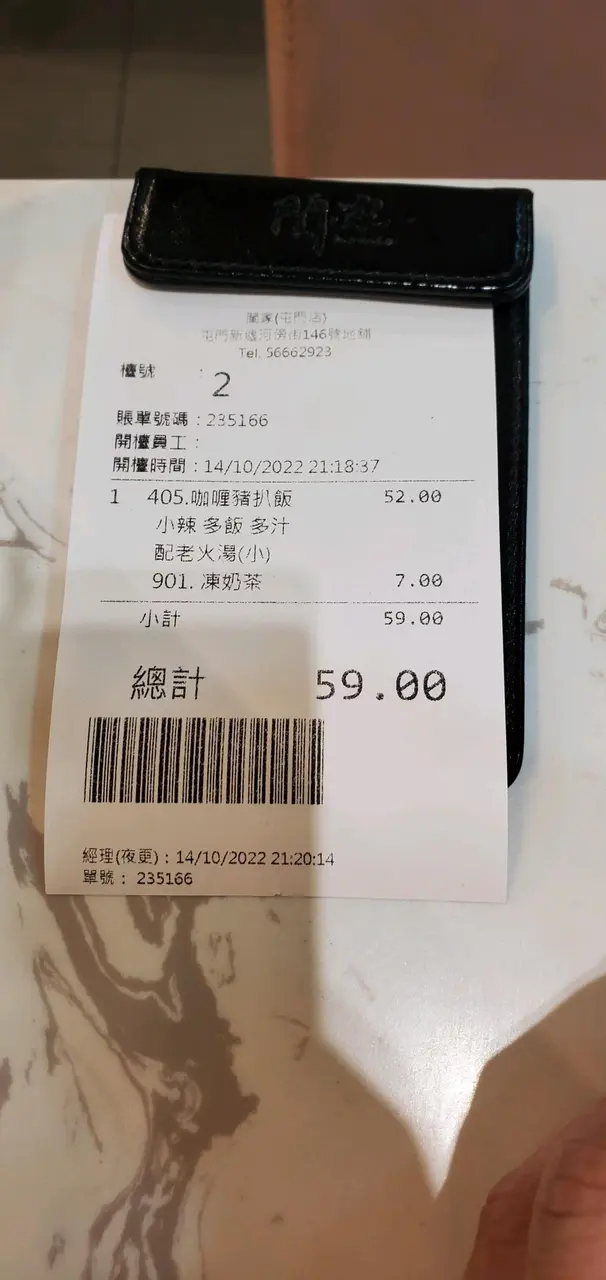 (屯門店)
屯門新墟河傍街146號地舖
Tel. 56662923
檯號 : 2
賬單號碼 : 235166
開檯員工 :
開檯時間 : 14/10/2022 21:18:37
1 405.咖喱豬扒飯 52.00
小辣 多飯 多汁
配老火湯(小)
901. 凍奶茶 7.00
小計 59.00
總計 59.00
經理(夜更) : 14/10/2022 21:20:14
單號 : 235166